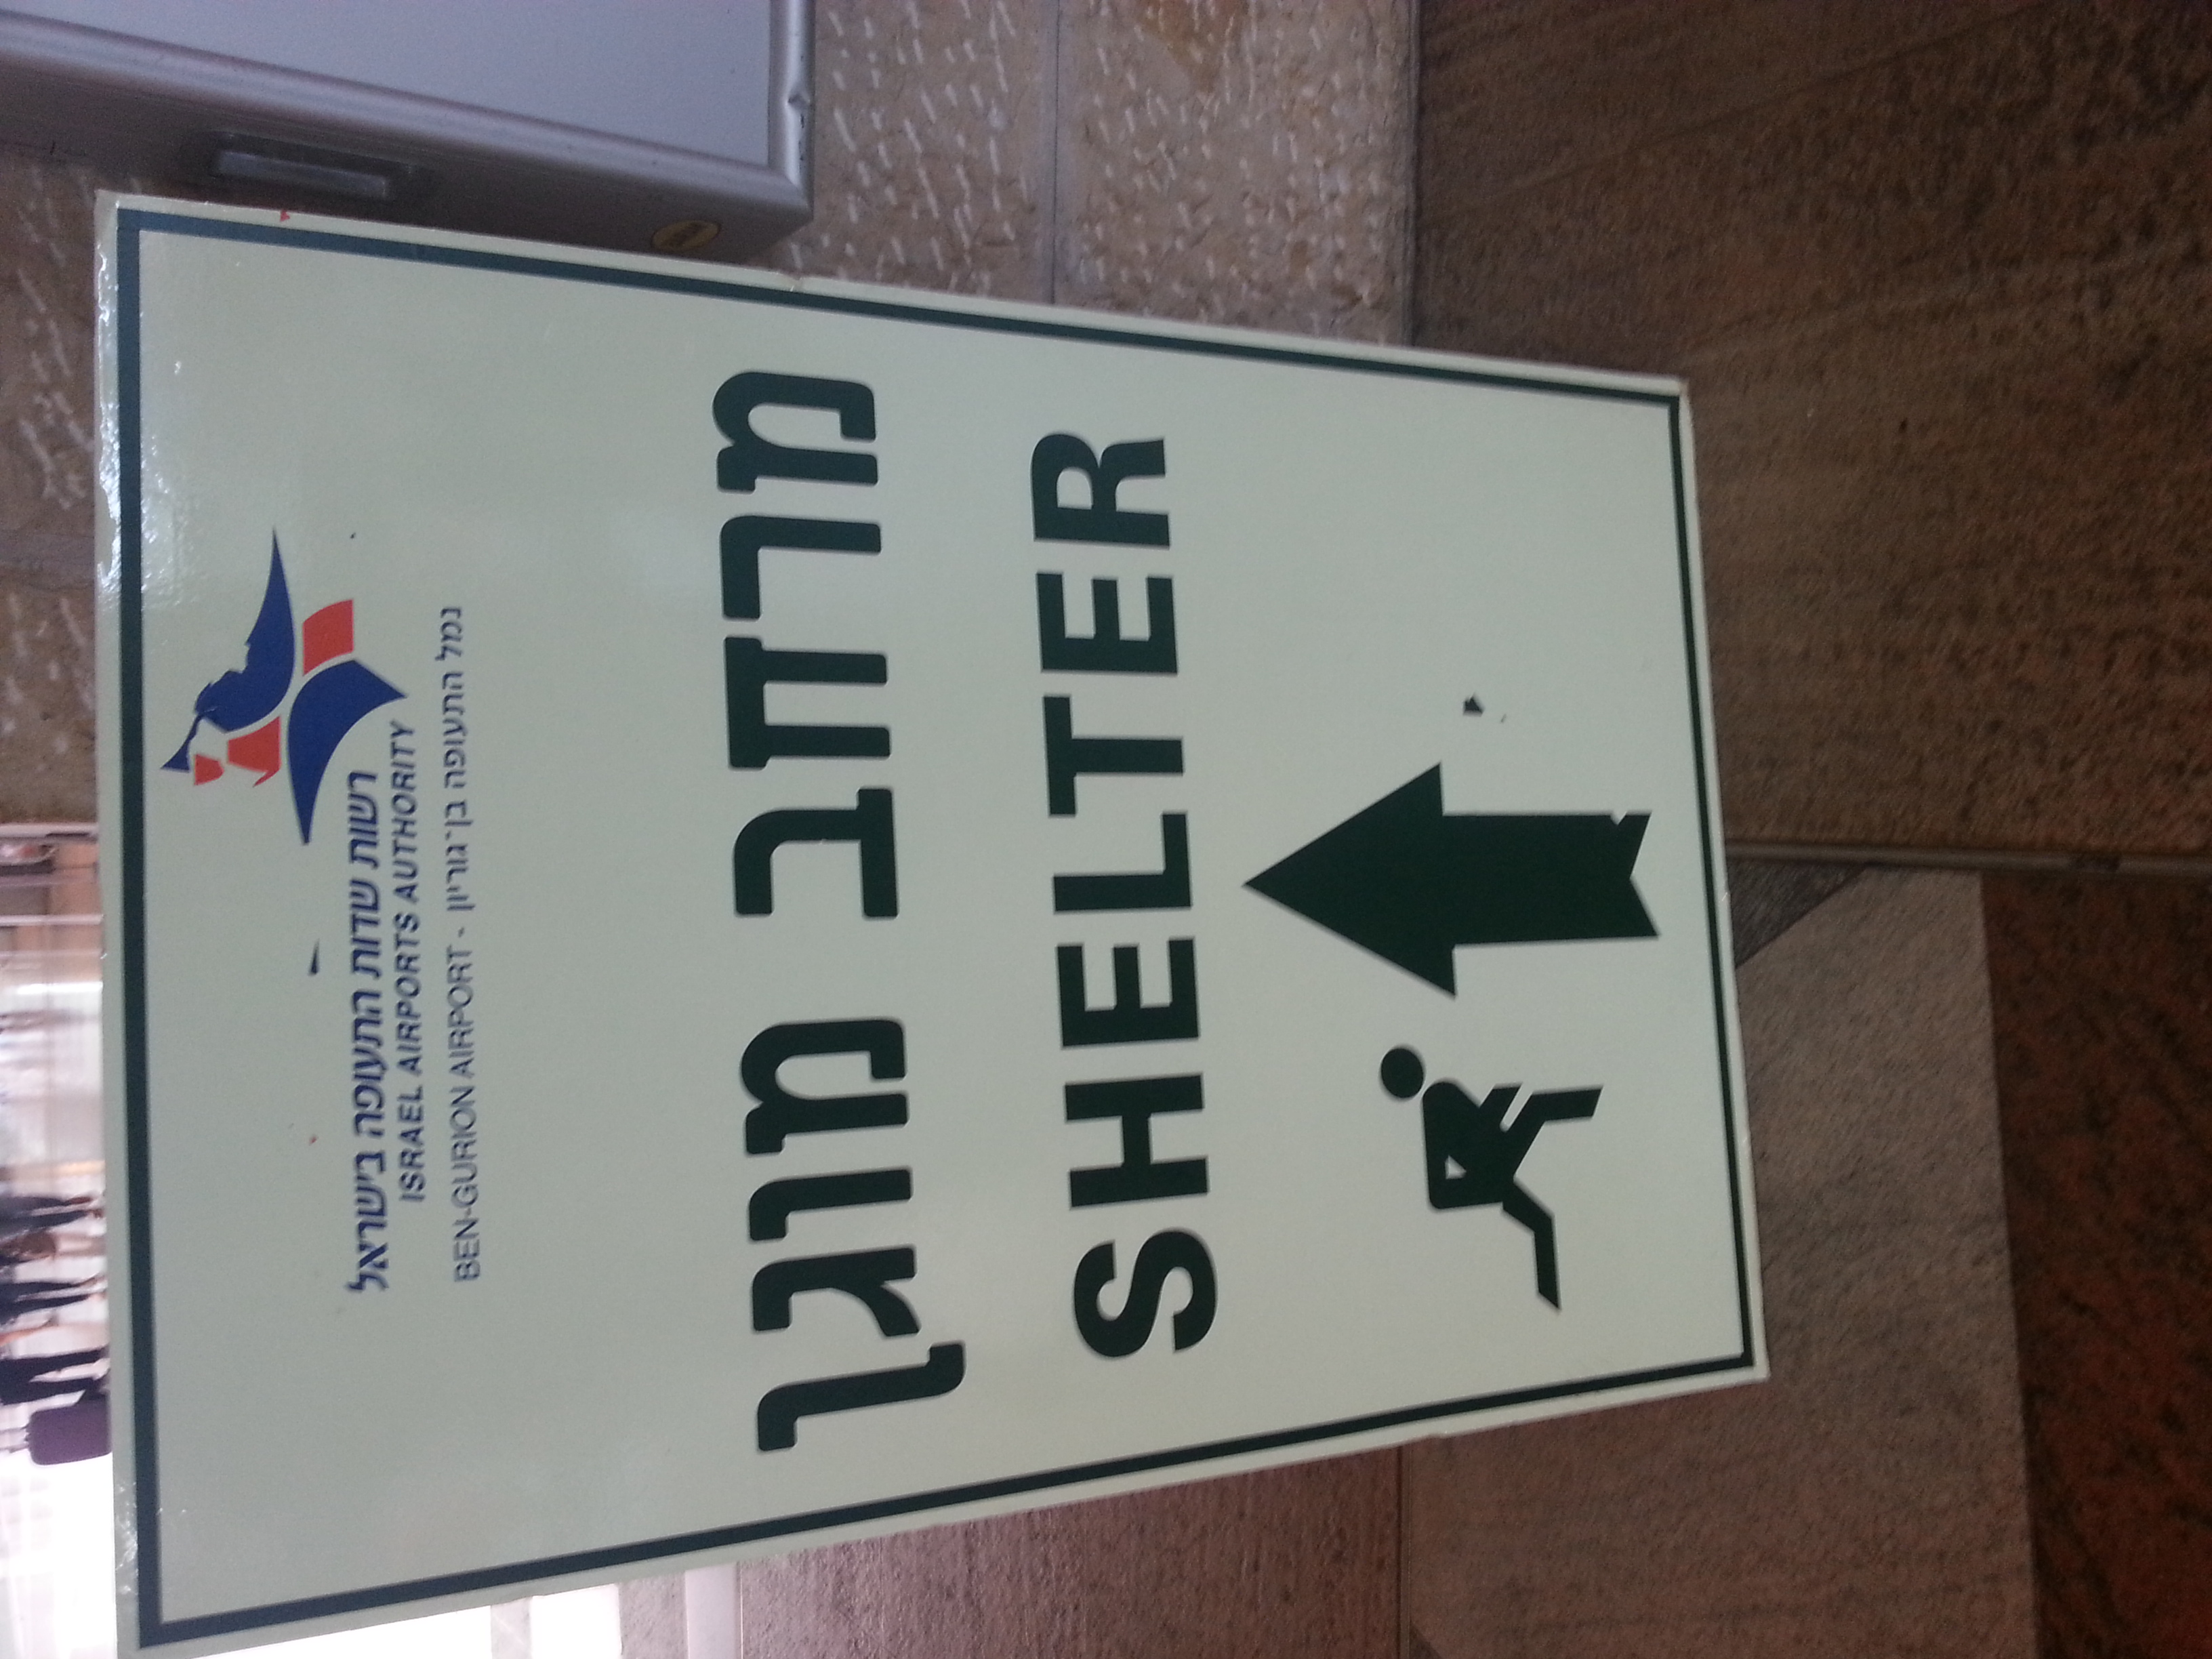 רשות שדות התעופה בישראל
ISRAEL AIRPORTS AUTHORITY
BEN-GURION AIRPORT - נמל התעופה בן-גוריון
מרחב מוגן
SHELTER